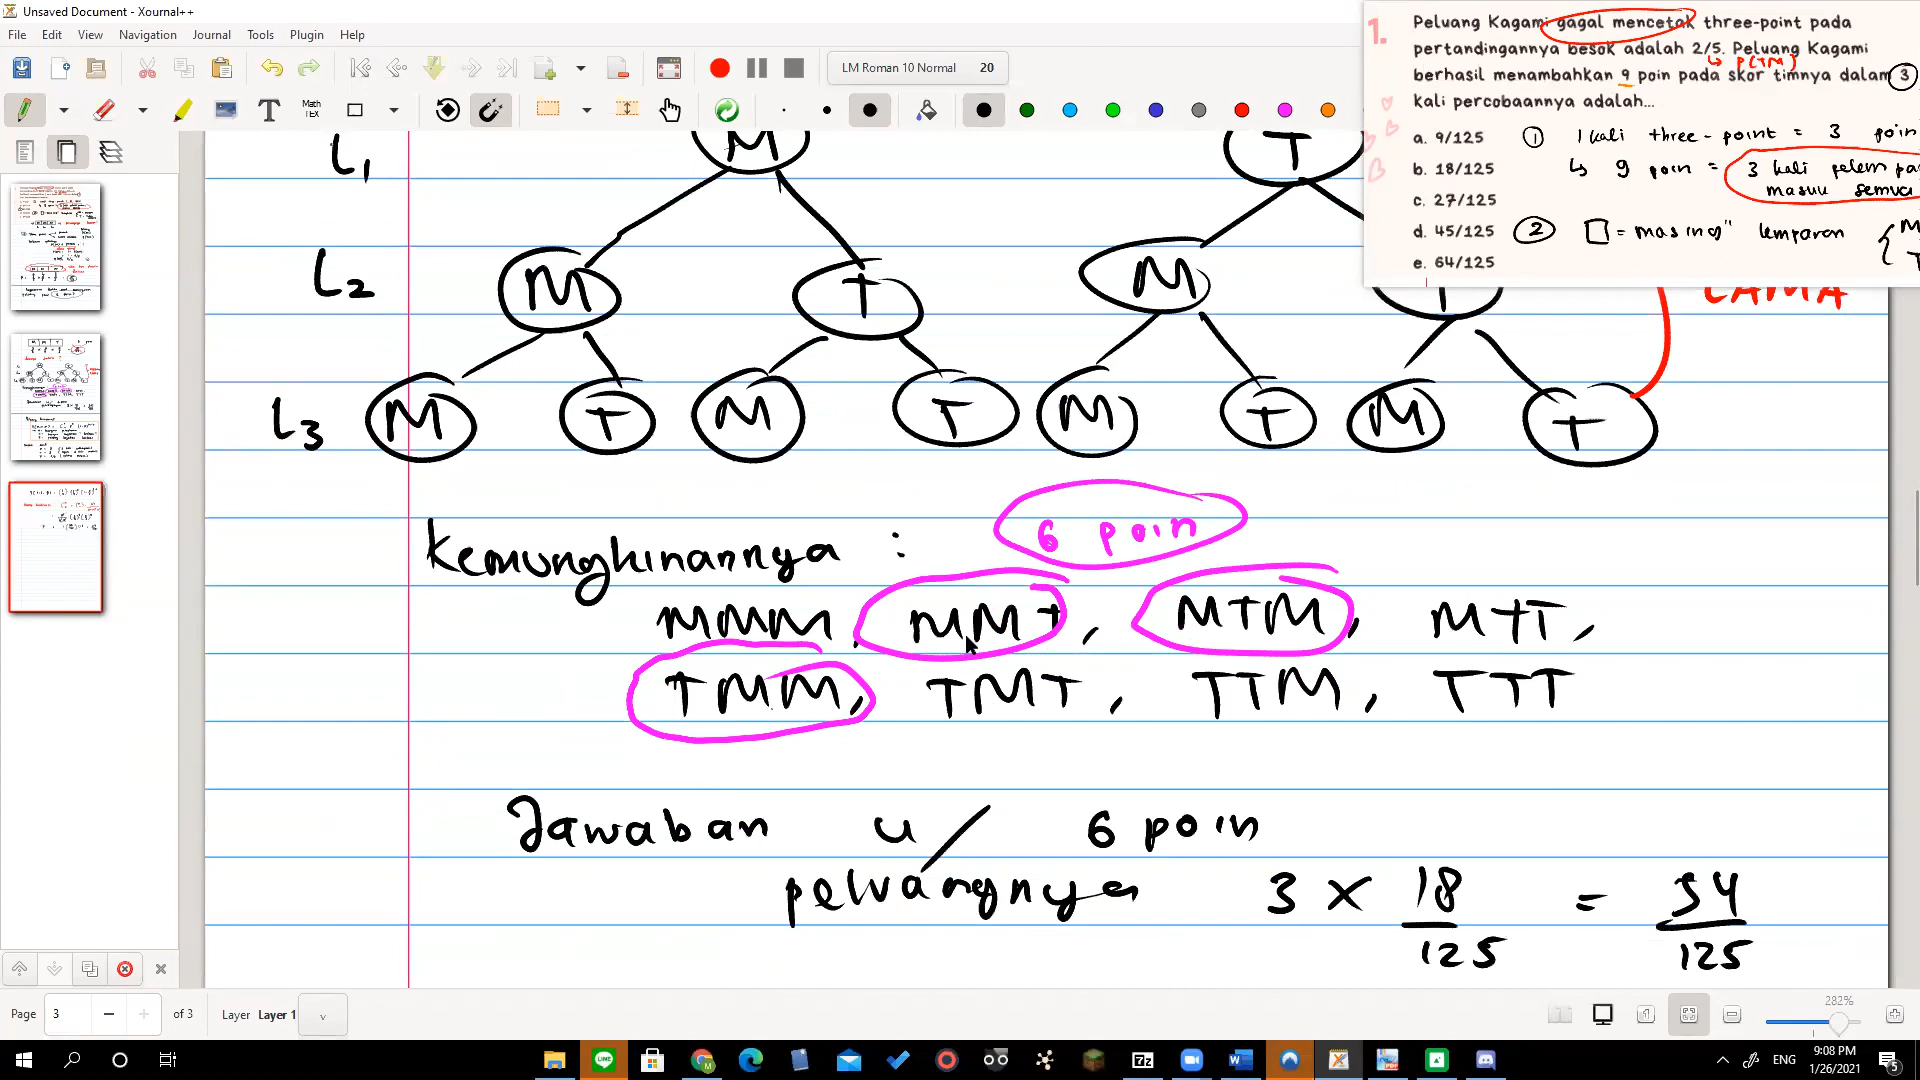 Unsaved Document - Xournal++
File Edit View Navigation Journal Tools Plugin Help
LM Roman 10 Normal 20
Math
TEX
1. Peluang Kagami gagal mencetak three-point pada
pertandingannya besok adalah 2/5. Peluang Kagami
↳ P(TM)
berhasil menambahkan 9 poin pada skor timnya dalam 3
kali percobaannya adalah...
a. 9/125
b. 18/125
c. 27/125
d. 45/125
e. 64/125
① 1 kali three-point = 3 poin
↳ 9 poin = 3 kali
masuk semua
② □ = masing" lemparan { M
T
LAMA
L1 M T
L2 M T M T
L3 M T M T M T M T
Kemungkinannya : 6 poin
MMM, MMT, MTM, MTT,
TMM, TMT, TTM, TTT
Jawaban u/ 6 poin
peluangnya 3 × 18/125 = 54/125
Page 3 of 3 Layer Layer 1
282%
ENG
9:08 PM
1/26/2021
5